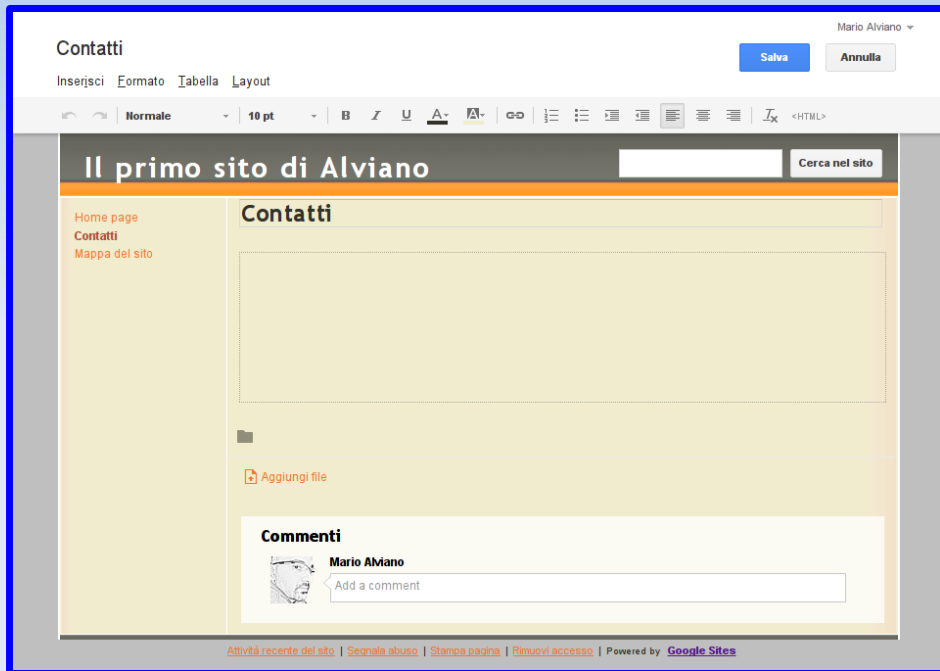 Mario Alviano
Contatti
Salva Annulla
Inserisci Formato Tabella Layout
Normale 10 pt B I U A A <HTML>
Il primo sito di Alviano
Cerca nel sito
Home page
Contatti
Mappa del sito
Contatti
Aggiungi file
Commenti
Mario Alviano
Add a comment
Attività recente del sito | Segnala abuso | Stampa pagina | Rimuovi accesso | Powered by Google Sites